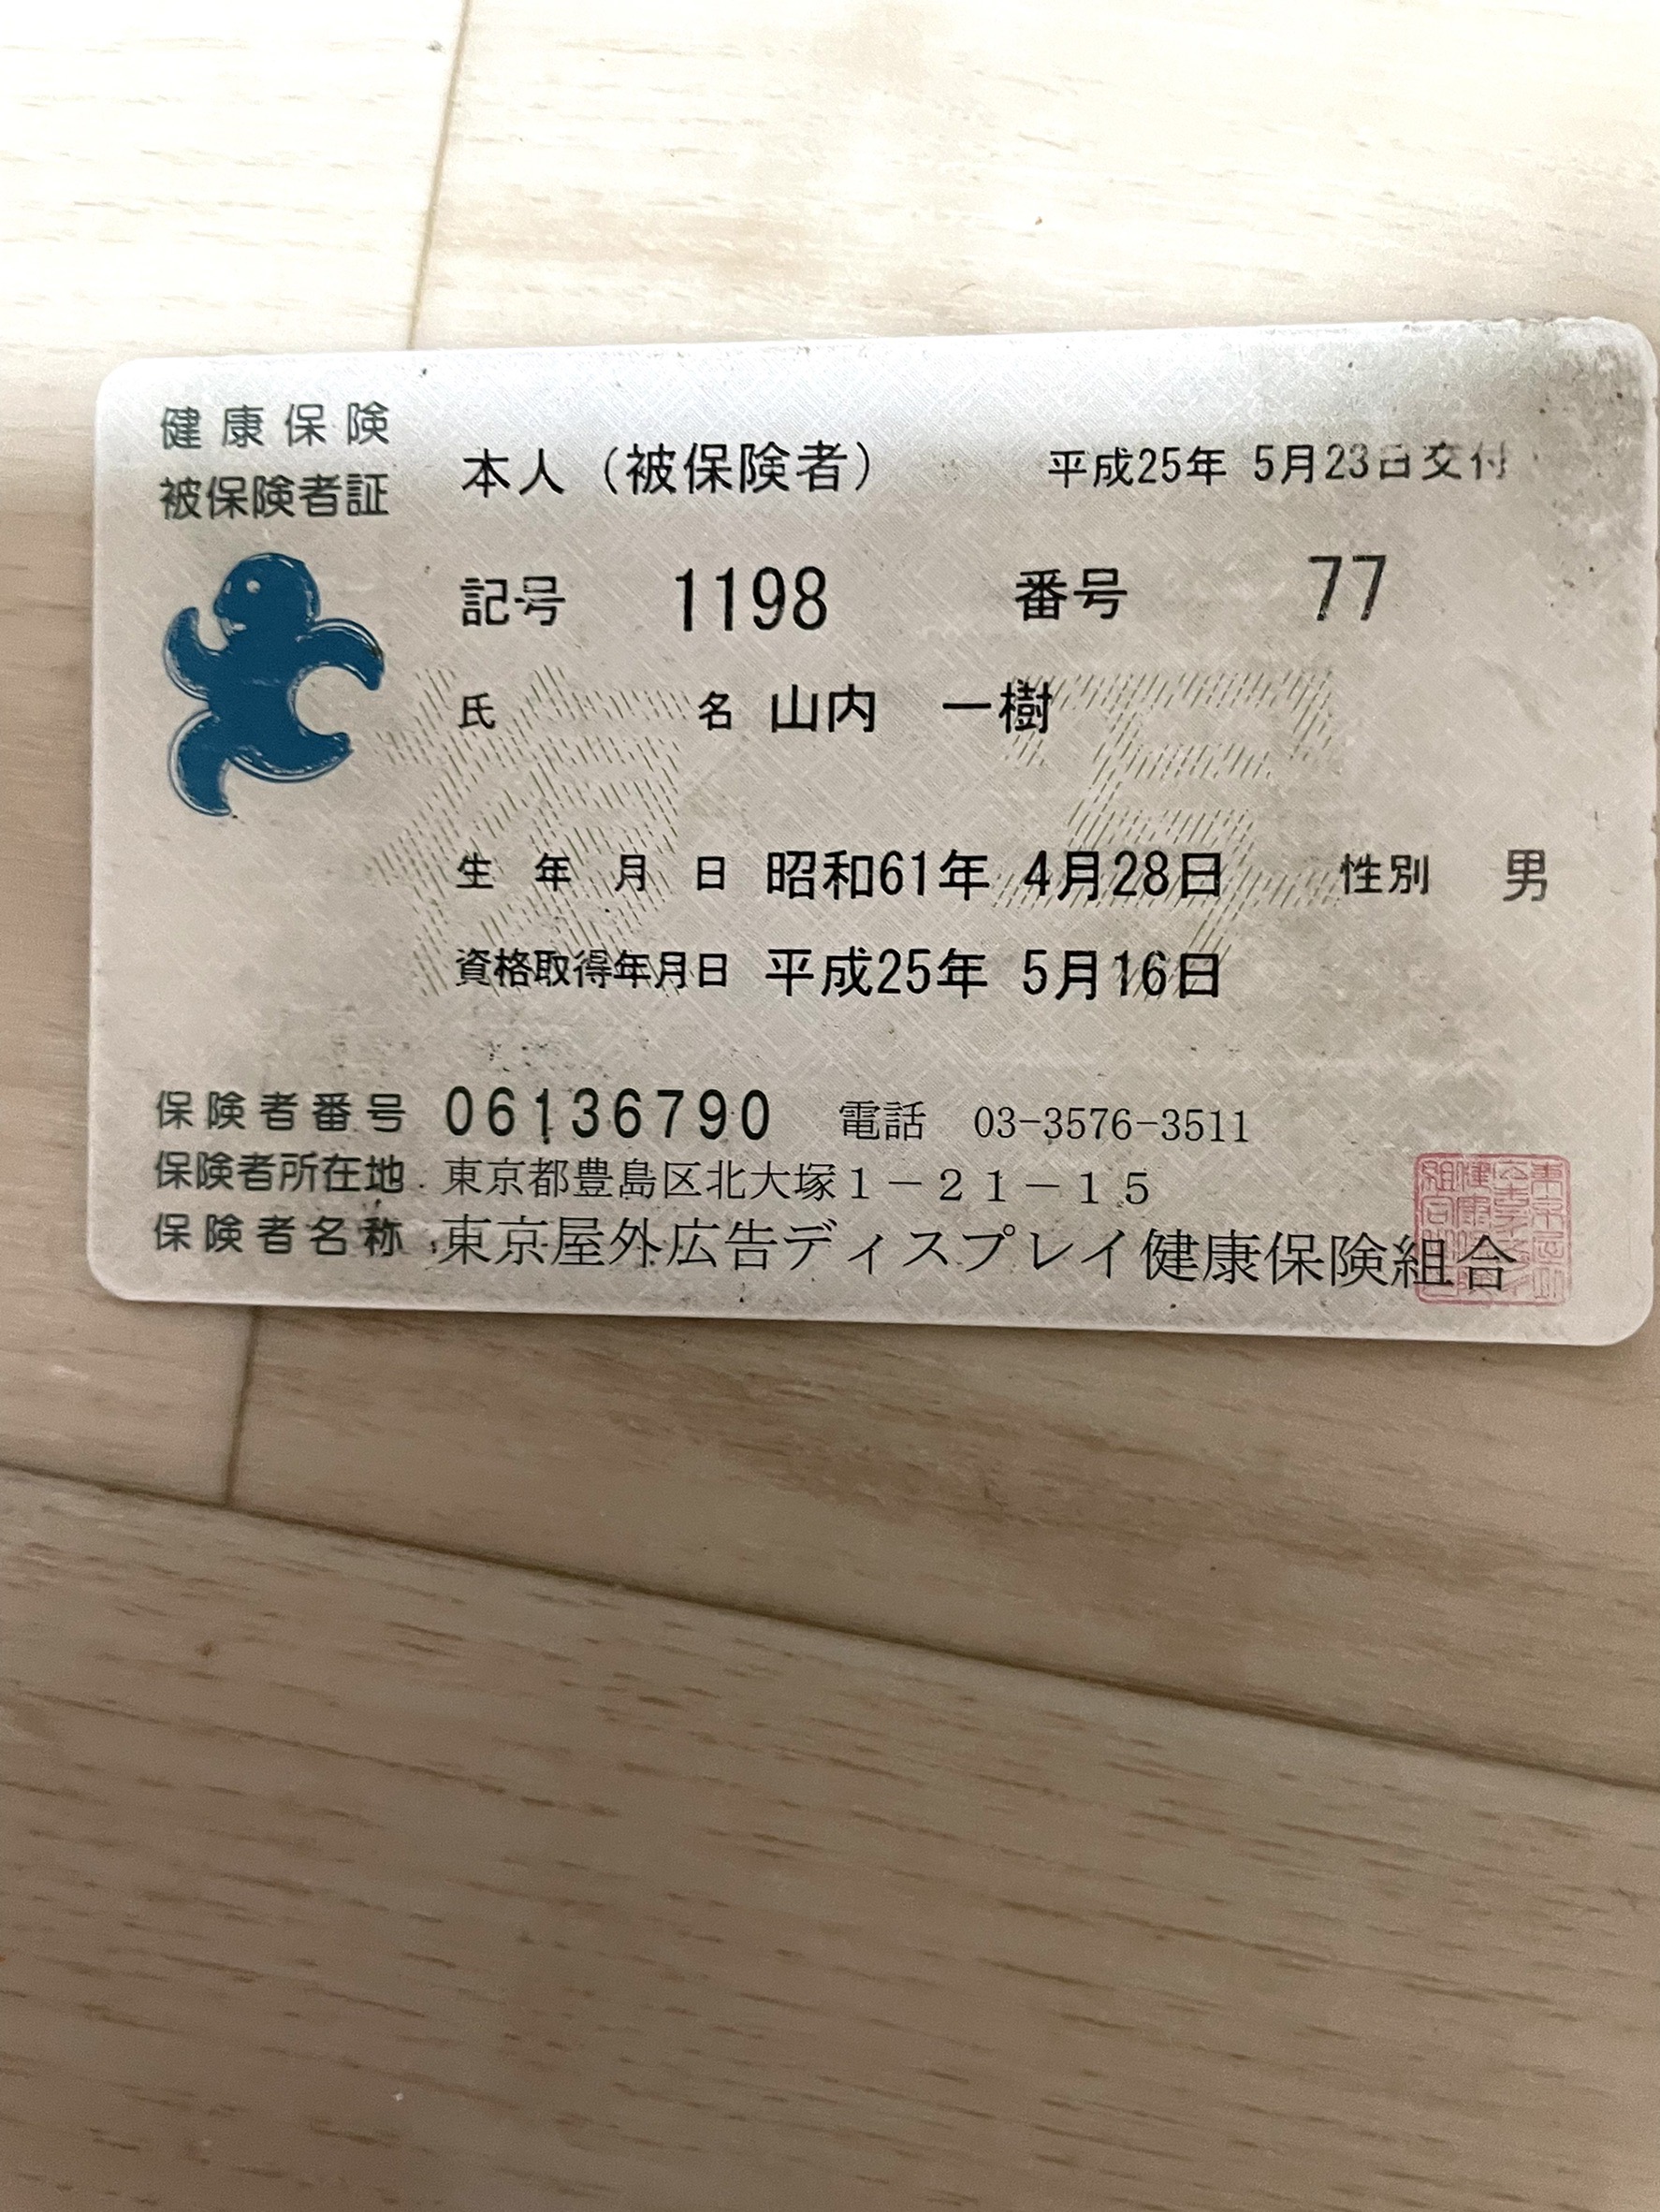 健康保険
被保険者証
本人（被保険者） 平成25年 5月23日交付
記号 1198 番号 77
氏名 山内 一樹
生年月日 昭和61年 4月28日 性別 男
資格取得年月日 平成25年 5月16日
保険者番号 06136790 電話 03-3576-3511
保険者所在地 東京都豊島区北大塚１－２１－１５
保険者名称 東京屋外広告ディスプレイ健康保険組合